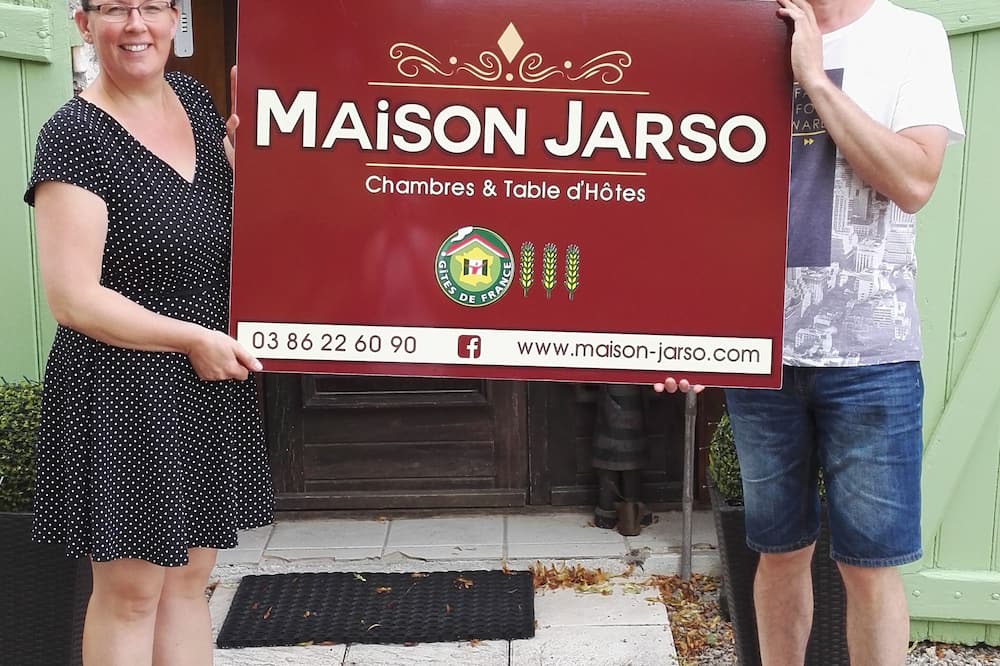 MAiSON JARSO
Chambres & Table d'Hôtes
GÎTES DE FRANCE
03 86 22 60 90
f
www.maison-jarso.com